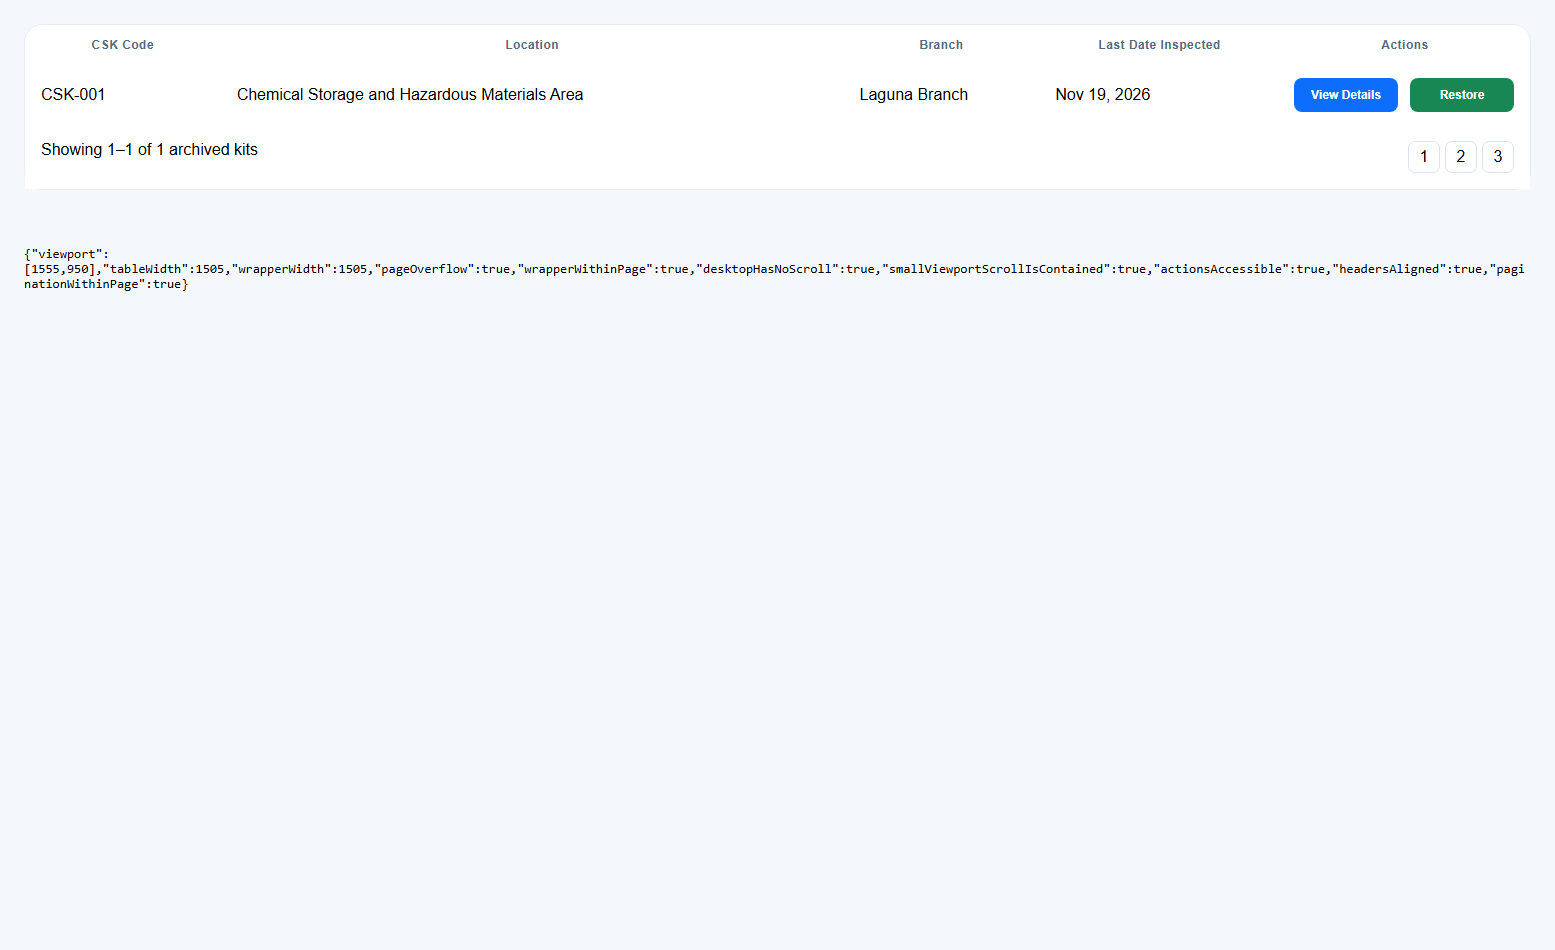 CSK Code Location Branch Last Date Inspected Actions
CSK-001 Chemical Storage and Hazardous Materials Area Laguna Branch Nov 19, 2026 View Details Restore
Showing 1–1 of 1 archived kits 1 2 3
{"viewport":
[1555,950],"tableWidth":1505,"wrapperWidth":1505,"pageOverflow":true,"wrapperWithinPage":true,"desktopHasNoScroll":true,"smallViewportScrollIsContained":true,"actionsAccessible":true,"headersAligned":true,"pagi
nationWithinPage":true}